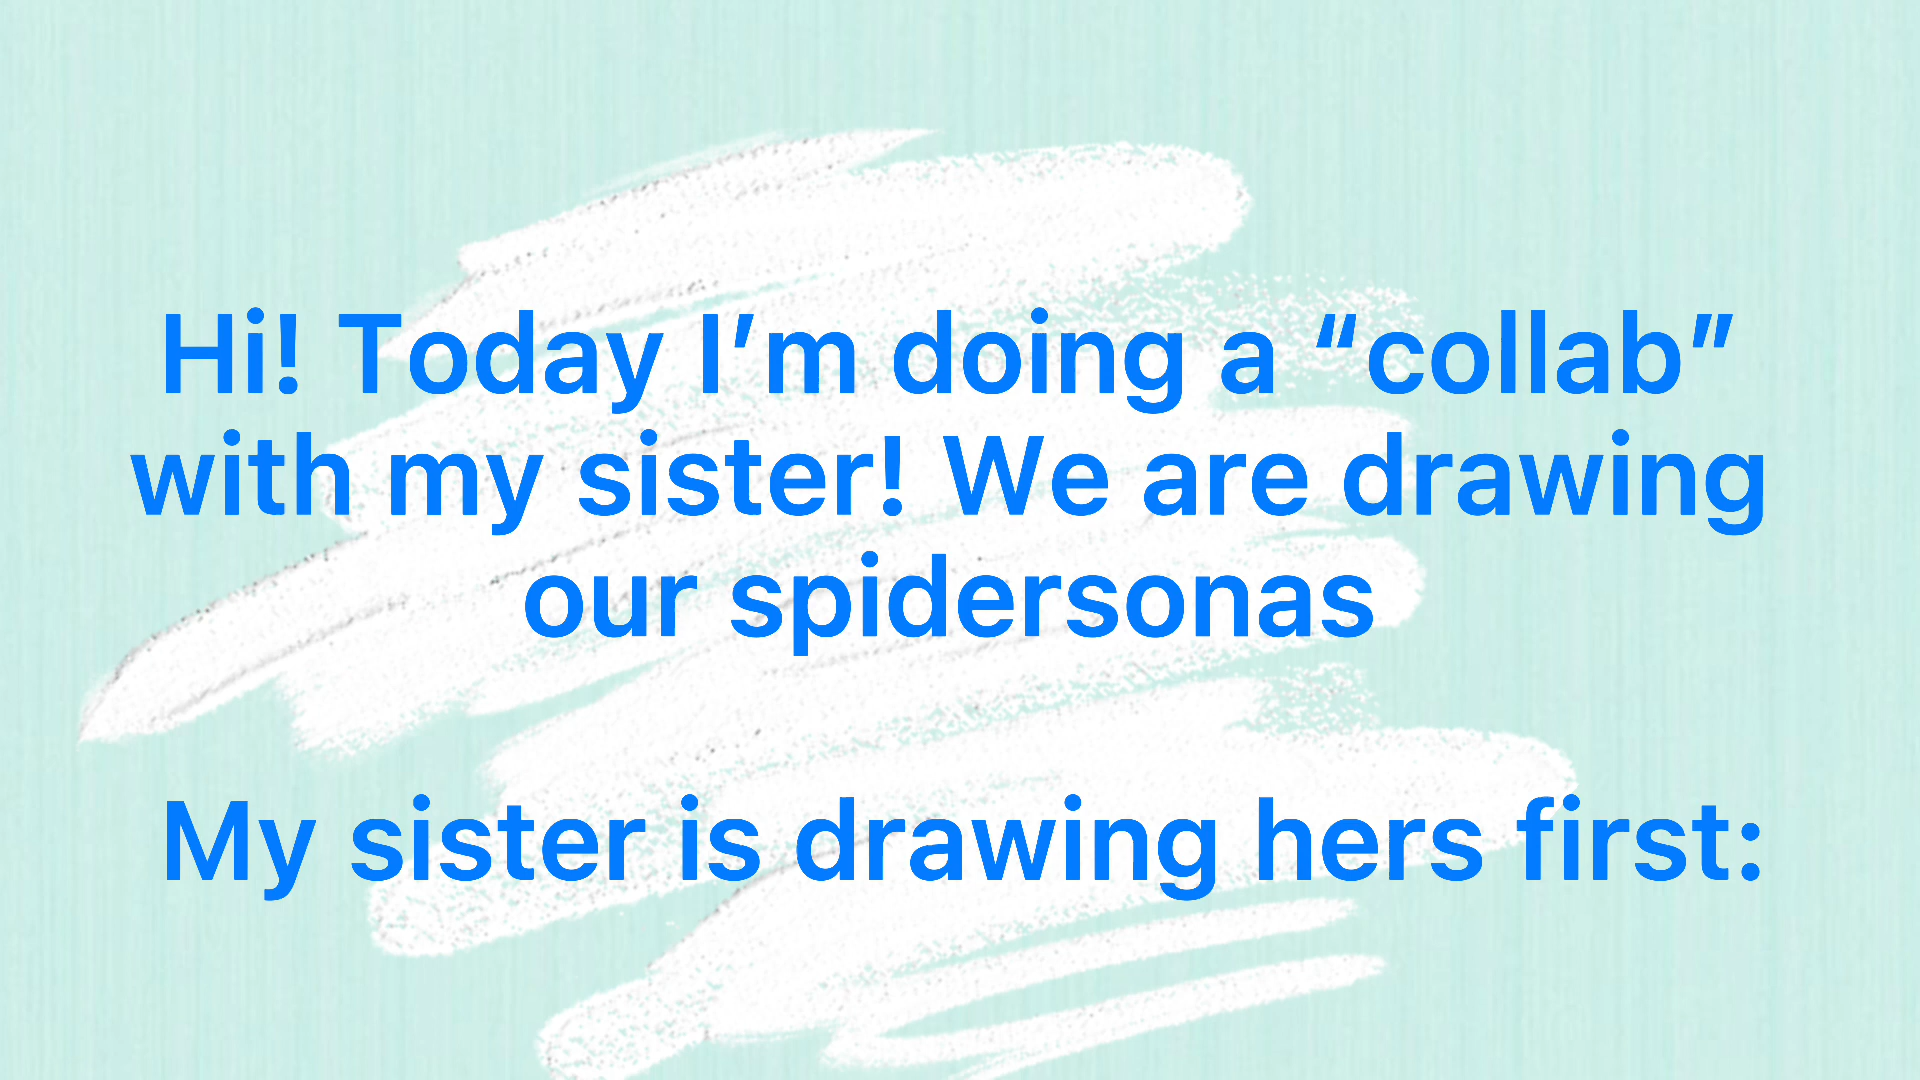 Hi! Today I’m doing a “collab”
with my sister! We are drawing
our spidersonas
My sister is drawing hers first: